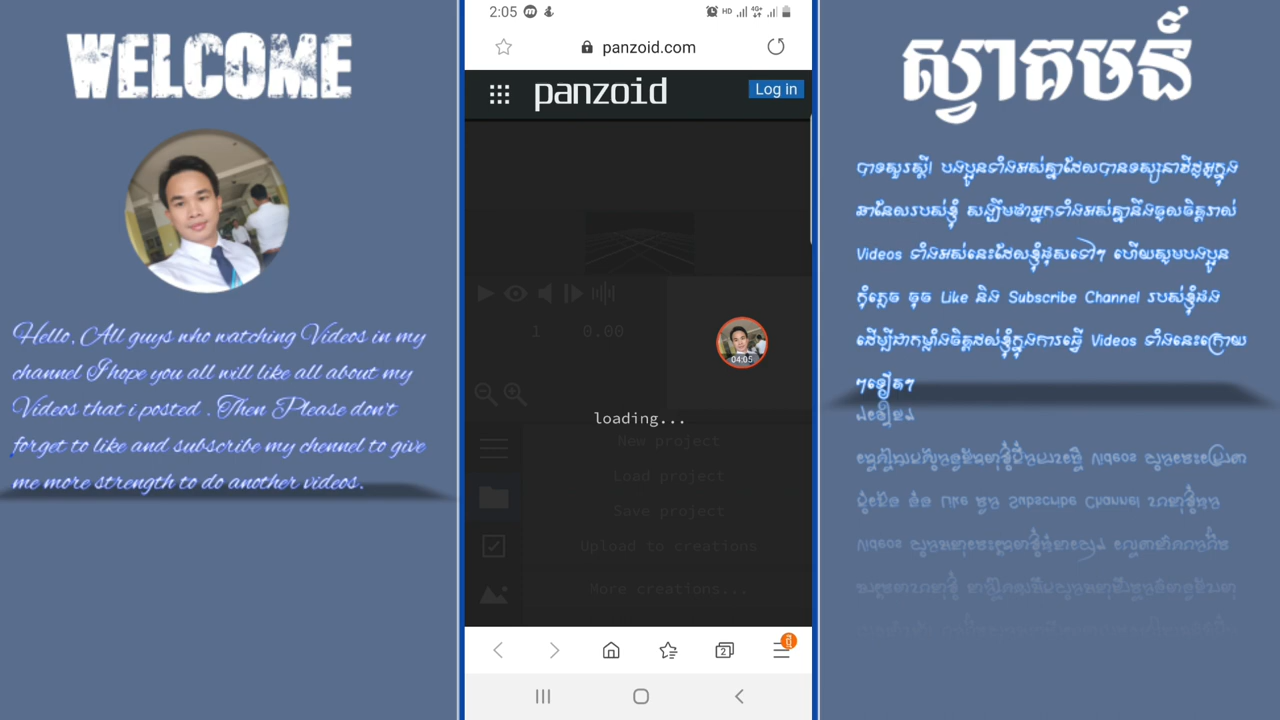 WELCOME
Hello, All guys who watching Videos in my
channel I hope you all will like all about my
Videos that i posted . Then Please don't
forget to like and subscribe my chennel to give
me more strength to do another videos.
2:05
HD 4G+
panzoid.com
panzoid
Log in
1 0.00
04:05
loading...
New project
Load project
Save project
Upload to creations
More creations...
2
ស្វាគមន៍
បាទសួរស្តី! បងប្អូនទាំងអស់គ្នាដែលបានទស្សនាវីដូអូក្នុង
ឆានែលរបស់ខ្ញុំ សង្ឃឹមថាអ្នកទាំងអស់គ្នានឹងចូលចិត្តរាល់
Videos ទាំងអស់នេះដែលខ្ញុំផុសទៅៗ ហើយសូមបងប្អូន
កុំភ្លេច ចុច Like និង Subscribe Channel របស់ខ្ញុំផង
ដើម្បីជាកម្លាំងចិត្តដល់ខ្ញុំក្នុងការធ្វើ Videos ទាំងនេះក្រោយ
ៗទៀត។